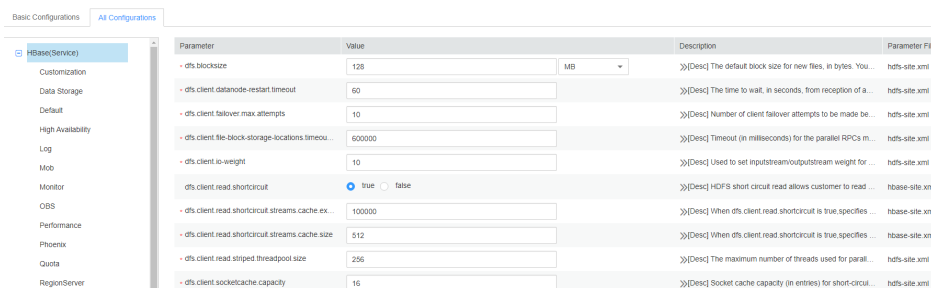 Basic Configurations All Configurations
HBase(Service)
Customization
Data Storage
Default
High Availability
Log
Mob
Monitor
OBS
Performance
Phoenix
Quota
RegionServer
Parameter Value Description Parameter Fil
* dfs.blocksize 128 MB >>[Desc] The default block size for new files, in bytes. You... hdfs-site.xml
* dfs.client.datanode-restart.timeout 60 >>[Desc] The time to wait, in seconds, from reception of a... hdfs-site.xml
* dfs.client.failover.max.attempts 10 >>[Desc] Number of client failover attempts to be made be... hdfs-site.xml
* dfs.client.file-block-storage-locations.timeou... 600000 >>[Desc] Timeout (in milliseconds) for the parallel RPCs m... hdfs-site.xml
* dfs.client.io-weight 10 >>[Desc] Used to set inputstream/outputstream weight for ... hdfs-site.xml
dfs.client.read.shortcircuit true false >>[Desc] HDFS short circuit read allows customer to read ... hbase-site.xm
* dfs.client.read.shortcircuit.streams.cache.ex... 100000 >>[Desc] When dfs.client.read.shortcircuit is true,specifies ... hbase-site.xm
* dfs.client.read.shortcircuit.streams.cache.size 512 >>[Desc] When dfs.client.read.shortcircuit is true,specifies ... hbase-site.xm
* dfs.client.read.striped.threadpool.size 256 >>[Desc] The maximum number of threads used for parall... hdfs-site.xml
* dfs.client.socketcache.capacity 16 >>[Desc] Socket cache capacity (in entries) for short-circui... hdfs-site.xml